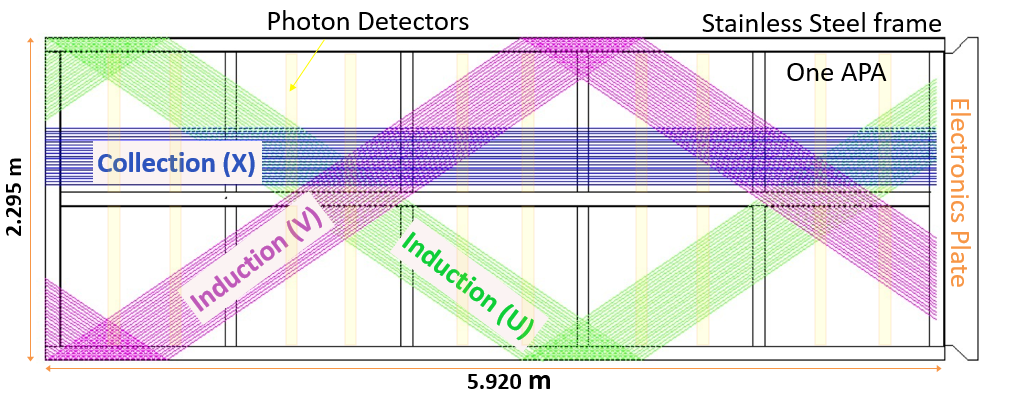 Photon Detectors
Stainless Steel frame
One APA
Electronics Plate
Collection (X)
2.295 m
Induction (V)
Induction (U)
5.920 m